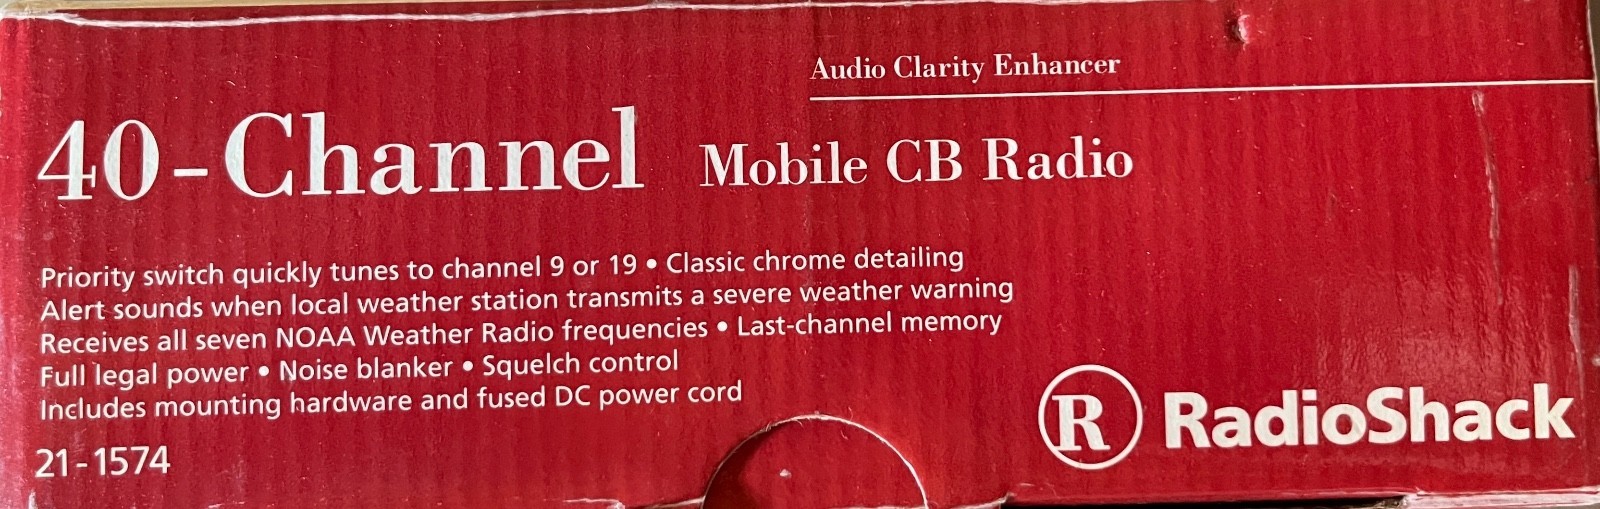 Audio Clarity Enhancer
40-Channel Mobile CB Radio
Priority switch quickly tunes to channel 9 or 19 • Classic chrome detailing
Alert sounds when local weather station transmits a severe weather warning
Receives all seven NOAA Weather Radio frequencies • Last-channel memory
Full legal power • Noise blanker • Squelch control
Includes mounting hardware and fused DC power cord
21-1574
R RadioShack